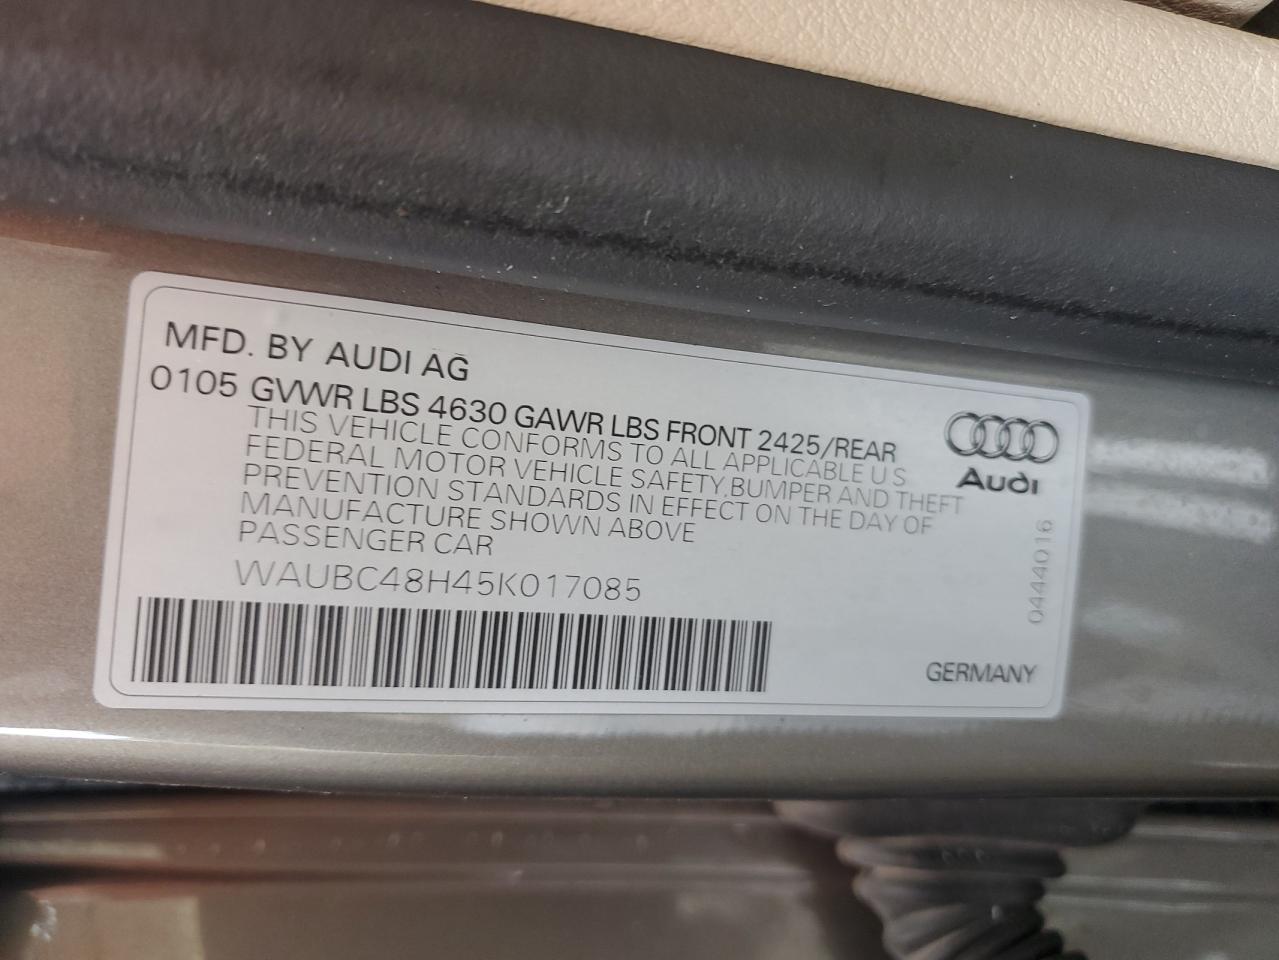 MFD. BY AUDI AG
0105 GVWR LBS 4630 GAWR LBS FRONT 2425/REAR
THIS VEHICLE CONFORMS TO ALL APPLICABLE U S
FEDERAL MOTOR VEHICLE SAFETY,BUMPER AND THEFT
PREVENTION STANDARDS IN EFFECT ON THE DAY OF
MANUFACTURE SHOWN ABOVE
PASSENGER CAR
WAUBC48H45K017085
Audi
0444016
GERMANY